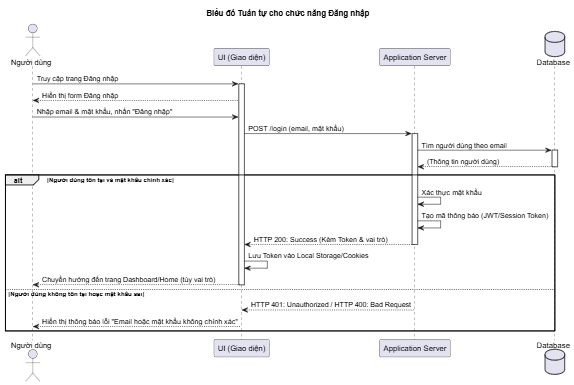 Biểu đồ Tuần tự cho chức năng Đăng nhập
Người dùng
UI (Giao diện)
Application Server
Database
Truy cập trang Đăng nhập
Hiển thị form Đăng nhập
Nhập email & mật khẩu, nhấn "Đăng nhập"
POST /login (email, mật khẩu)
Tìm người dùng theo email
(Thông tin người dùng)
alt
[Người dùng tồn tại và mật khẩu chính xác]
Xác thực mật khẩu
Tạo mã thông báo (JWT/Session Token)
HTTP 200: Success (Kèm Token & vai trò)
Lưu Token vào Local Storage/Cookies
Chuyển hướng đến trang Dashboard/Home (tùy vai trò)
[Người dùng không tồn tại hoặc mật khẩu sai]
HTTP 401: Unauthorized / HTTP 400: Bad Request
Hiển thị thông báo lỗi "Email hoặc mật khẩu không chính xác"
Người dùng
UI (Giao diện)
Application Server
Database